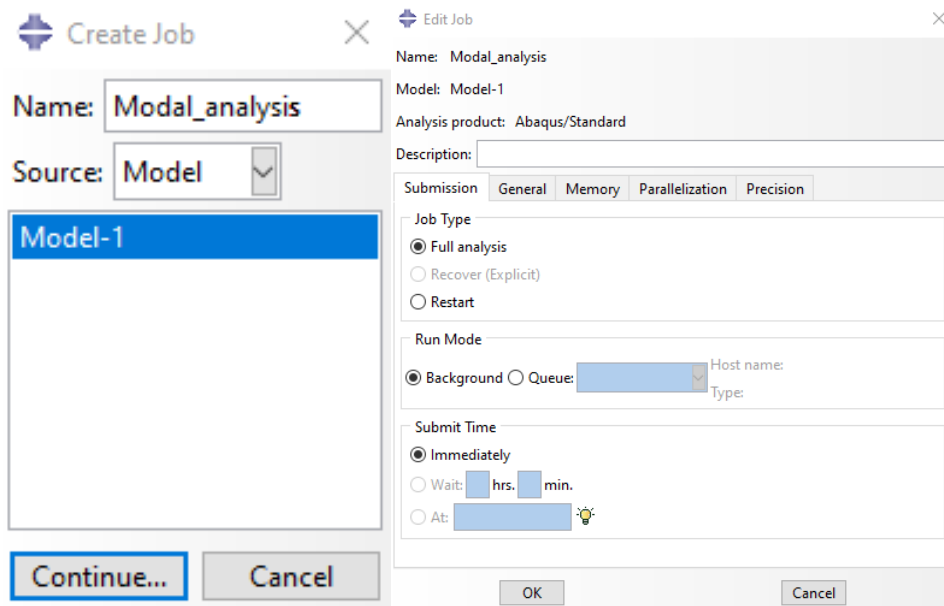 Create Job
Name: Modal_analysis
Source: Model
Model-1
Continue...
Cancel
Edit Job
Name: Modal_analysis
Model: Model-1
Analysis product: Abaqus/Standard
Description:
Submission General Memory Parallelization Precision
Job Type
Full analysis
Recover (Explicit)
Restart
Run Mode
Background Queue: Host name:
Type:
Submit Time
Immediately
Wait: hrs. min.
At:
OK Cancel